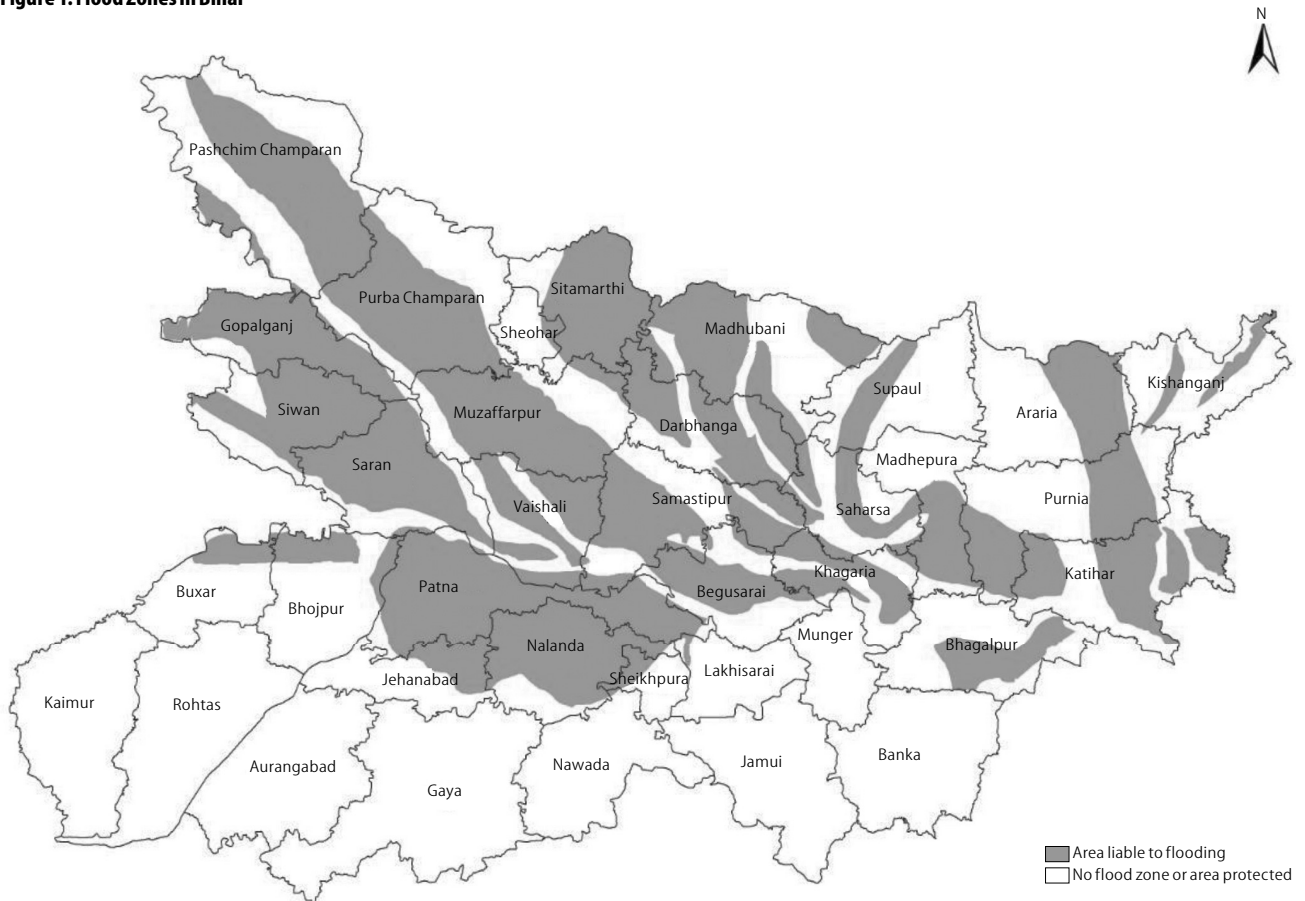 Figure 1: Flood Zones in Bihar
N
Pashchim Champaran
Purba Champaran
Sitamarthi
Gopalganj
Sheohar
Madhubani
Supaul
Araria
Kishanganj
Siwan
Muzaffarpur
Darbhanga
Madhepura
Saran
Vaishali
Samastipur
Saharsa
Purnia
Patna
Begusarai
Khagaria
Katihar
Buxar
Bhojpur
Nalanda
Munger
Bhagalpur
Jehanabad
Sheikhpura
Lakhisarai
Kaimur
Rohtas
Aurangabad
Gaya
Nawada
Jamui
Banka
Area liable to flooding
No flood zone or area protected